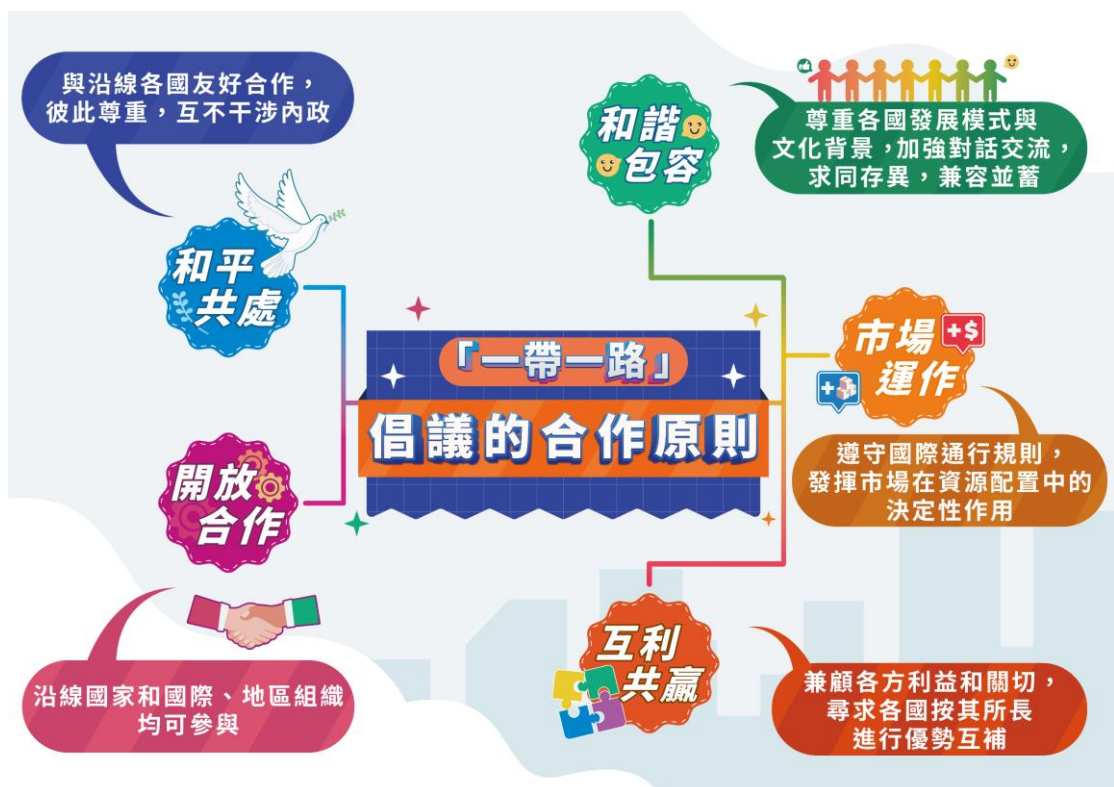 「一帶一路」
倡議的合作原則
與沿線各國友好合作，
彼此尊重，互不干涉內政
和平
共處
開放
合作
沿線國家和國際、地區組織
均可參與
和諧
包容
尊重各國發展模式與
文化背景，加強對話交流，
求同存異，兼容並蓄
市場
運作
+$
+
遵守國際通行規則，
發揮市場在資源配置中的
決定性作用
互利
共贏
兼顧各方利益和關切，
尋求各國按其所長
進行優勢互補